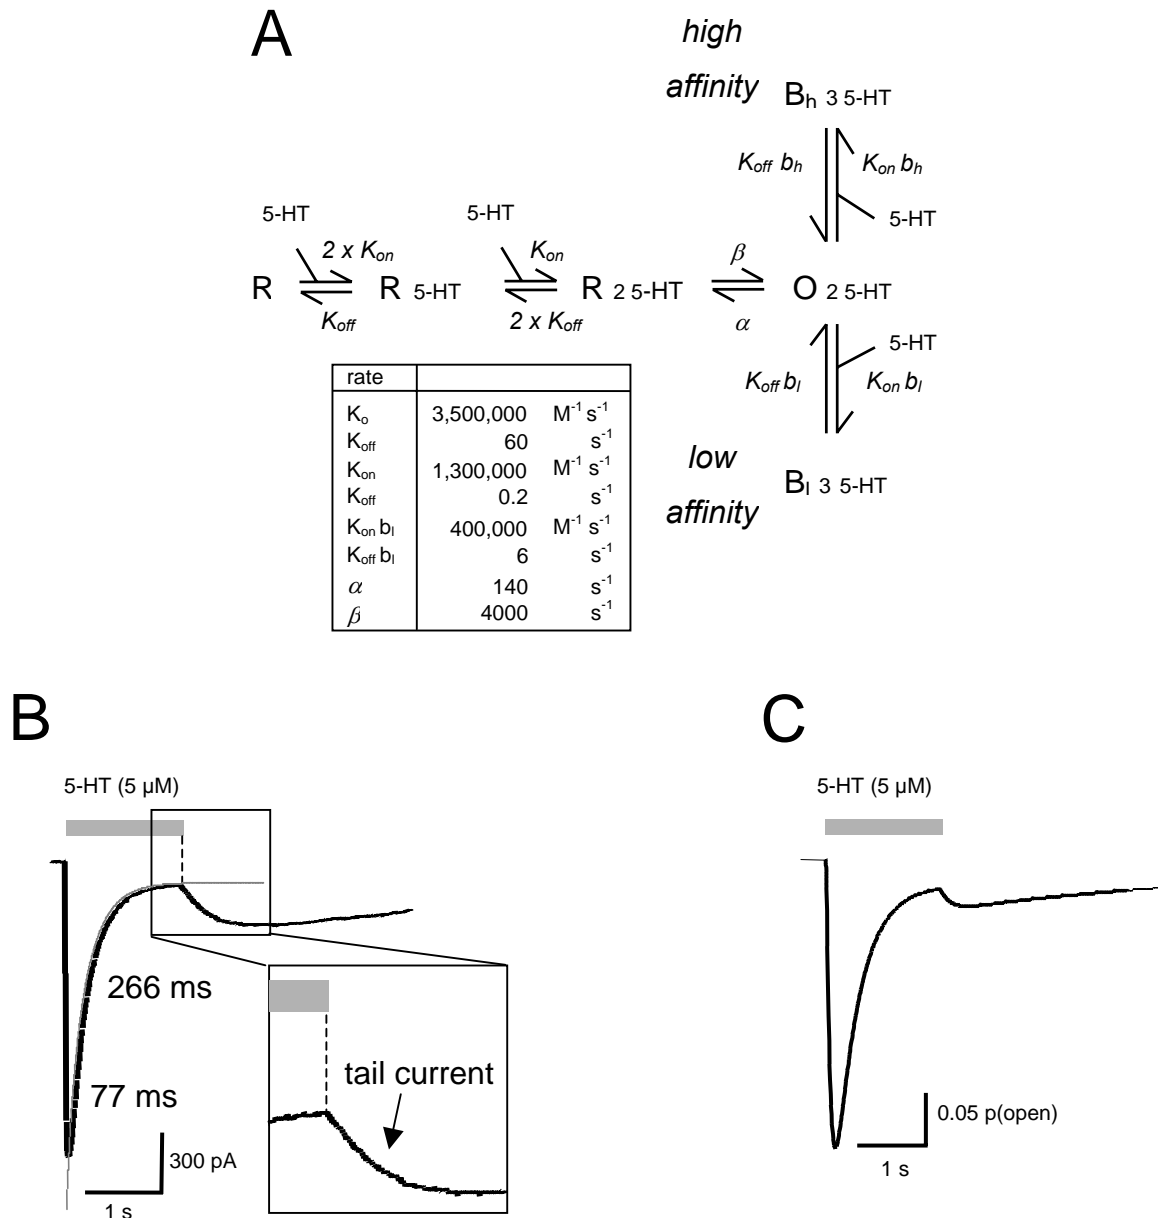 A
high
affinity
Bh 3 5-HT
Koff bh
Kon bh
5-HT
5-HT
5-HT
2 x Kon
Kon
β
R
R 5-HT
R 2 5-HT
O 2 5-HT
Koff
2 x Koff
α
5-HT
Koff bl
Kon bl
low
affinity
Bl 3 5-HT
rate
Ko 3,500,000 M-1 s-1
Koff 60 s-1
Kon 1,300,000 M-1 s-1
Koff 0.2 s-1
Kon bl 400,000 M-1 s-1
Koff bl 6 s-1
α 140 s-1
β 4000 s-1
B
5-HT (5 µM)
266 ms
77 ms
300 pA
1 s
tail current
C
5-HT (5 µM)
0.05 p(open)
1 s